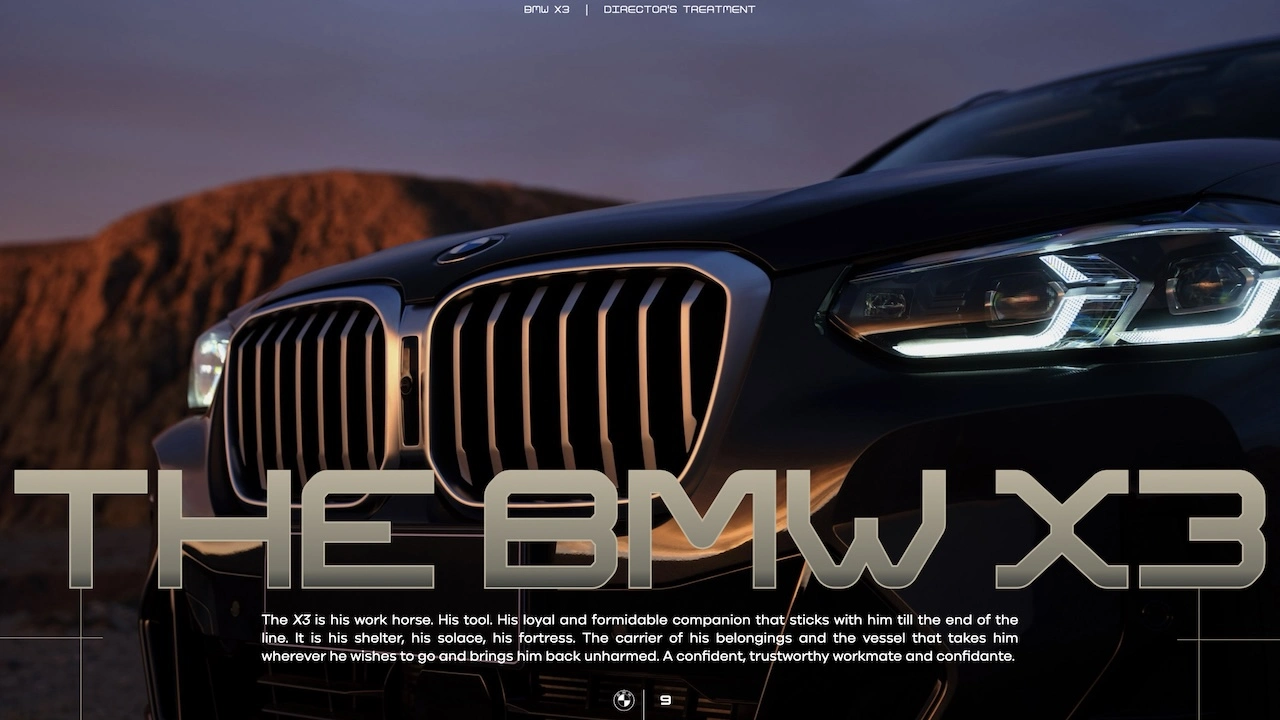 BMW X3 | DIRECTOR'S TREATMENT
THE BMW X3
The X3 is his work horse. His tool. His loyal and formidable companion that sticks with him till the end of the
line. It is his shelter, his solace, his fortress. The carrier of his belongings and the vessel that takes him
wherever he wishes to go and brings him back unharmed. A confident, trustworthy workmate and confidante.
9